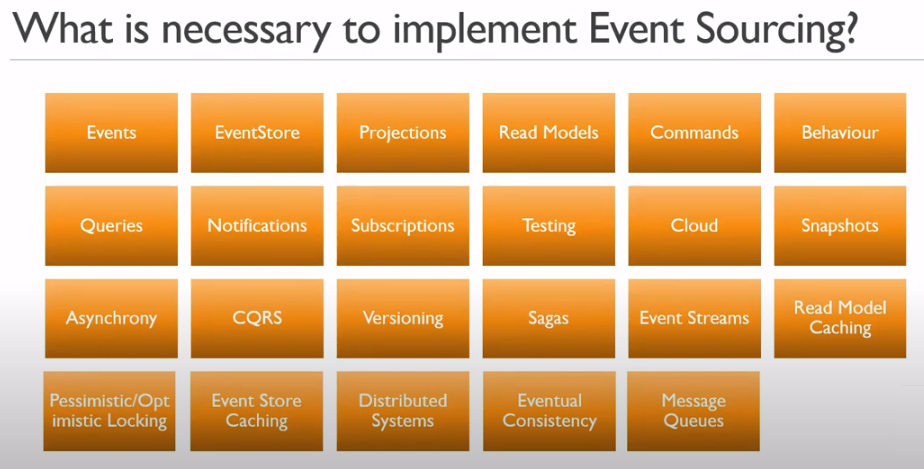 What is necessary to implement Event Sourcing?
Events
EventStore
Projections
Read Models
Commands
Behaviour
Queries
Notifications
Subscriptions
Testing
Cloud
Snapshots
Asynchrony
CQRS
Versioning
Sagas
Event Streams
Read Model
Caching
Pessimistic/Opt
imistic Locking
Event Store
Caching
Distributed
Systems
Eventual
Consistency
Message
Queues